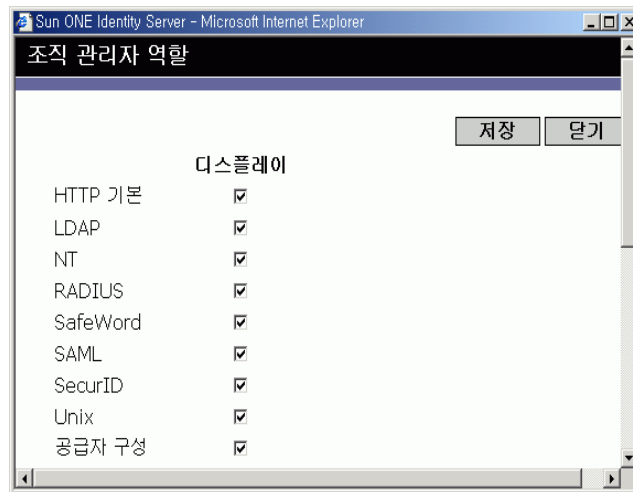 Sun ONE Identity Server - Microsoft Internet Explorer
조직 관리자 역할
저장 닫기
디스플레이
HTTP 기본
LDAP
NT
RADIUS
SafeWord
SAML
SecurID
Unix
공급자 구성